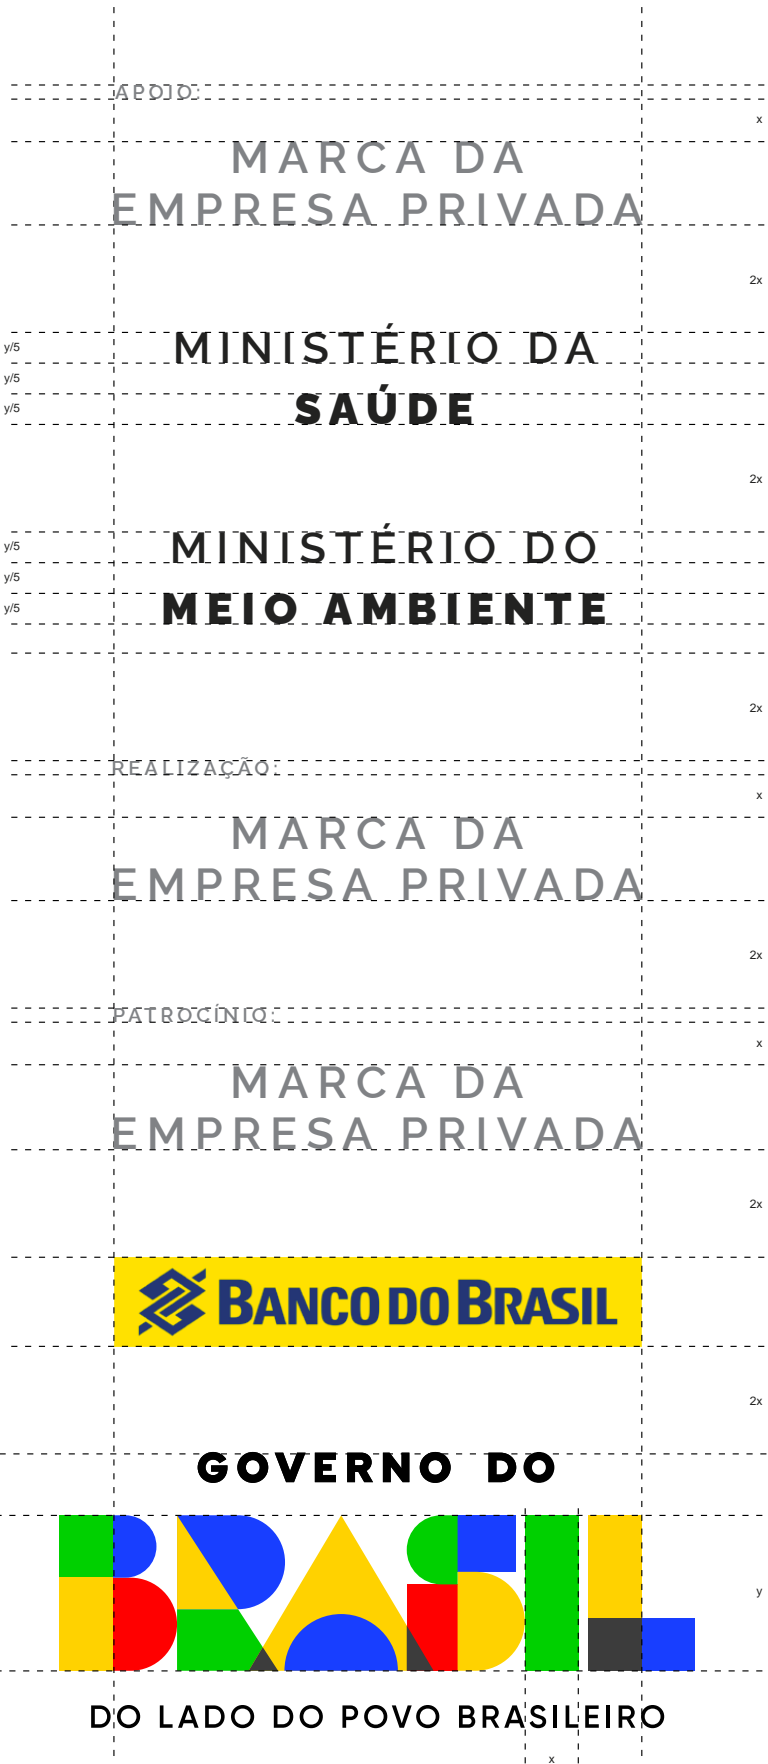 APOIO:
x
MARCA DA
EMPRESA PRIVADA
2x
y/5
MINISTÉRIO DA
y/5
y/5
SAÚDE
2x
y/5
MINISTÉRIO DO
y/5
y/5
MEIO AMBIENTE
2x
REALIZAÇÃO:
x
MARCA DA
EMPRESA PRIVADA
2x
PATROCÍNIO:
x
MARCA DA
EMPRESA PRIVADA
2x
BANCO DO BRASIL
2x
GOVERNO DO
BRASIL
y
DO LADO DO POVO BRASILEIRO
x